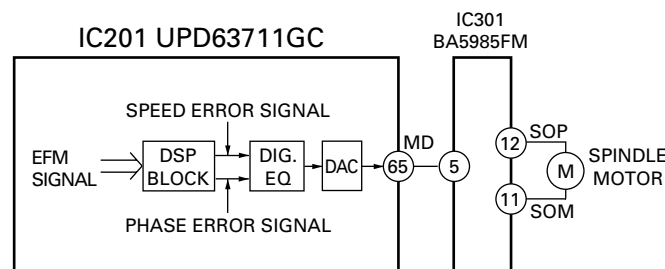 IC201 UPD63711GC
IC301
BA5985FM
SPEED ERROR SIGNAL
EFM
SIGNAL
DSP
BLOCK
DIG.
EQ
DAC
65
MD
5
12
SOP
M
SPINDLE
MOTOR
11
SOM
PHASE ERROR SIGNAL